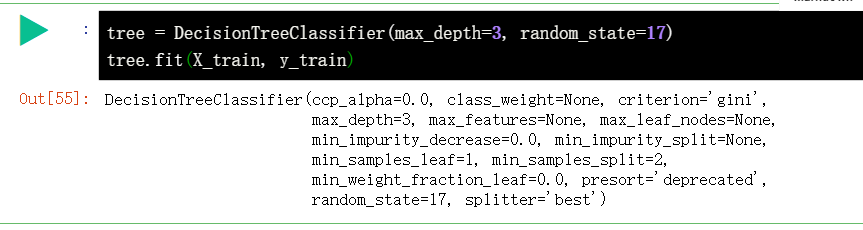 :
tree = DecisionTreeClassifier(max_depth=3, random_state=17)
tree.fit(X_train, y_train)
Out[55]: DecisionTreeClassifier(ccp_alpha=0.0, class_weight=None, criterion='gini',
max_depth=3, max_features=None, max_leaf_nodes=None,
min_impurity_decrease=0.0, min_impurity_split=None,
min_samples_leaf=1, min_samples_split=2,
min_weight_fraction_leaf=0.0, presort='deprecated',
random_state=17, splitter='best')